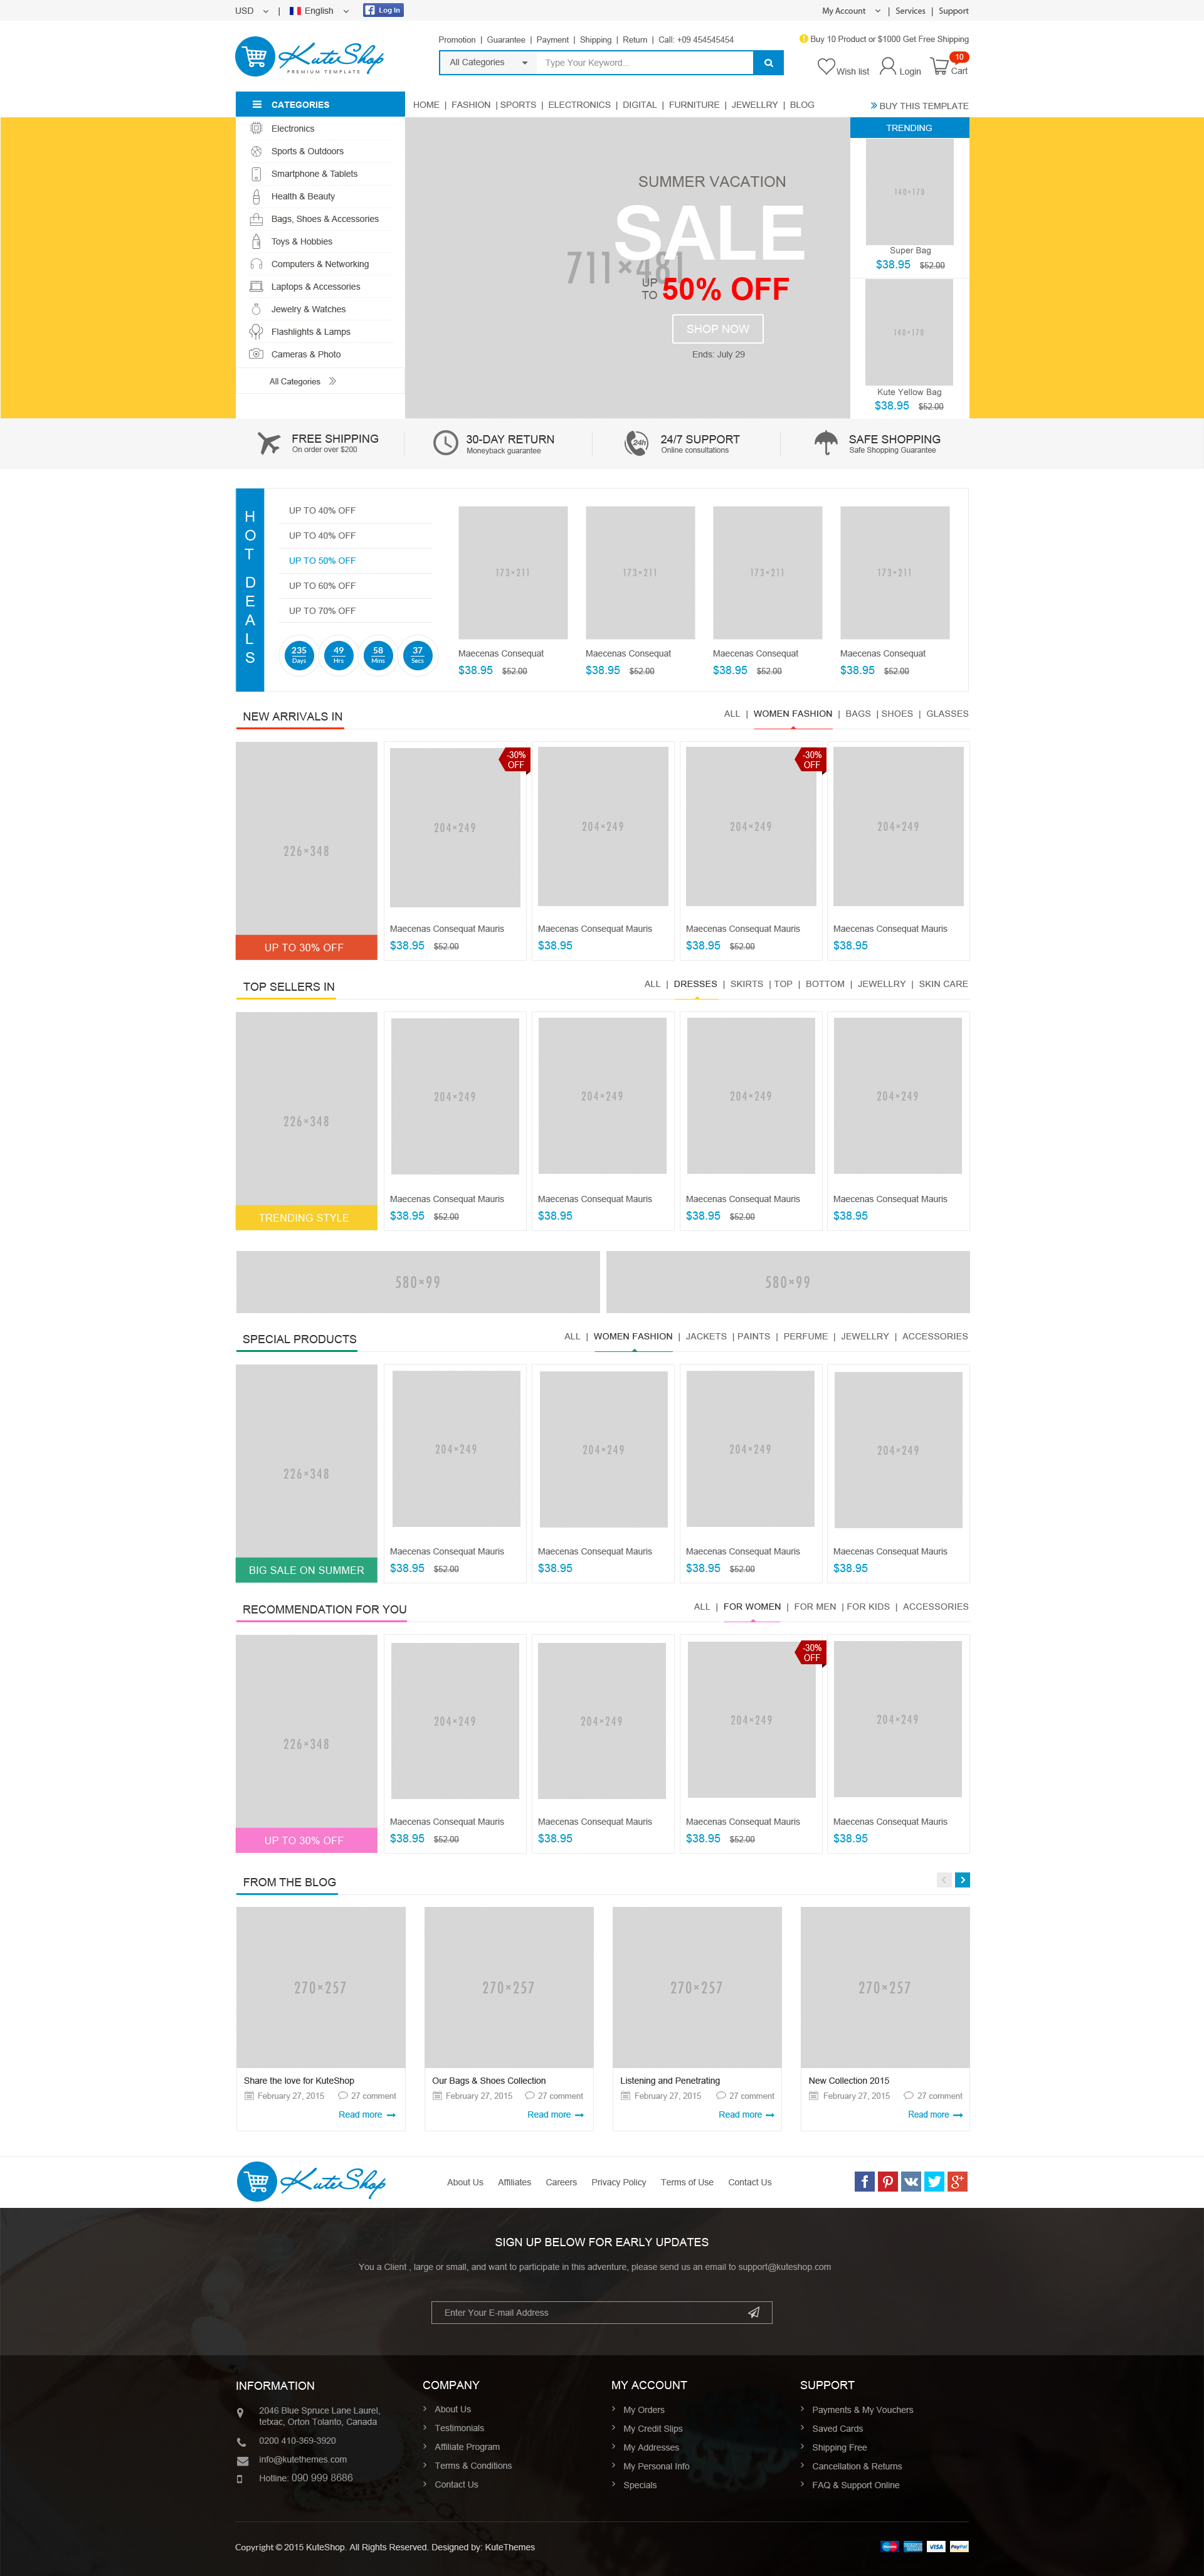 USD | English Log In My Account | Services | Support
KuteShop
PREMIUM TEMPLATE
Promotion | Guarantee | Payment | Shipping | Return | Call: +09 454545454
All Categories Type Your Keyword...
Buy 10 Product or $1000 Get Free Shipping
Wish list Login 10 Cart
CATEGORIES
HOME | FASHION | SPORTS | ELECTRONICS | DIGITAL | FURNITURE | JEWELLRY | BLOG
BUY THIS TEMPLATE
Electronics
Sports & Outdoors
Smartphone & Tablets
Health & Beauty
Bags, Shoes & Accessories
Toys & Hobbies
Computers & Networking
Laptops & Accessories
Jewelry & Watches
Flashlights & Lamps
Cameras & Photo
All Categories
SUMMER VACATION
SALE
711×481
UP TO 50% OFF
SHOP NOW
Ends: July 29
TRENDING
140×170
Super Bag
$38.95 $52.00
140×170
Kute Yellow Bag
$38.95 $52.00
FREE SHIPPING
On order over $200
30-DAY RETURN
Moneyback guarantee
24h
24/7 SUPPORT
Online consultations
SAFE SHOPPING
Safe Shopping Guarantee
HOT DEALS
UP TO 40% OFF
UP TO 40% OFF
UP TO 50% OFF
UP TO 60% OFF
UP TO 70% OFF
235 Days 49 Hrs 58 Mins 37 Secs
173×211 173×211 173×211 173×211
Maecenas Consequat Maecenas Consequat Maecenas Consequat Maecenas Consequat
$38.95 $52.00 $38.95 $52.00 $38.95 $52.00 $38.95 $52.00
NEW ARRIVALS IN
ALL | WOMEN FASHION | BAGS | SHOES | GLASSES
-30% OFF -30% OFF
226×348 204×249 204×249 204×249 204×249
Maecenas Consequat Mauris Maecenas Consequat Mauris Maecenas Consequat Mauris Maecenas Consequat Mauris
UP TO 30% OFF $38.95 $52.00 $38.95 $38.95 $52.00 $38.95
TOP SELLERS IN
ALL | DRESSES | SKIRTS | TOP | BOTTOM | JEWELLRY | SKIN CARE
226×348 204×249 204×249 204×249 204×249
Maecenas Consequat Mauris Maecenas Consequat Mauris Maecenas Consequat Mauris Maecenas Consequat Mauris
TRENDING STYLE $38.95 $52.00 $38.95 $38.95 $52.00 $38.95
580×99 580×99
SPECIAL PRODUCTS
ALL | WOMEN FASHION | JACKETS | PAINTS | PERFUME | JEWELLRY | ACCESSORIES
226×348 204×249 204×249 204×249 204×249
Maecenas Consequat Mauris Maecenas Consequat Mauris Maecenas Consequat Mauris Maecenas Consequat Mauris
BIG SALE ON SUMMER $38.95 $52.00 $38.95 $38.95 $52.00 $38.95
RECOMMENDATION FOR YOU
ALL | FOR WOMEN | FOR MEN | FOR KIDS | ACCESSORIES
-30% OFF
226×348 204×249 204×249 204×249 204×249
Maecenas Consequat Mauris Maecenas Consequat Mauris Maecenas Consequat Mauris Maecenas Consequat Mauris
UP TO 30% OFF $38.95 $52.00 $38.95 $38.95 $52.00 $38.95
FROM THE BLOG
270×257 270×257 270×257 270×257
Share the love for KuteShop Our Bags & Shoes Collection Listening and Penetrating New Collection 2015
February 27, 2015 27 comment February 27, 2015 27 comment February 27, 2015 27 comment February 27, 2015 27 comment
Read more Read more Read more Read more
KuteShop
About Us Affiliates Careers Privacy Policy Terms of Use Contact Us
SIGN UP BELOW FOR EARLY UPDATES
You a Client , large or small, and want to participate in this adventure, please send us an email to support@kuteshop.com
Enter Your E-mail Address
INFORMATION
2046 Blue Spruce Lane Laurel,
tetxac, Orton Tolanto, Canada
0200 410-369-3920
info@kutethemes.com
Hotline: 090 999 8686
COMPANY
About Us
Testimonials
Affiliate Program
Terms & Conditions
Contact Us
MY ACCOUNT
My Orders
My Credit Slips
My Addresses
My Personal Info
Specials
SUPPORT
Payments & My Vouchers
Saved Cards
Shipping Free
Cancellation & Returns
FAQ & Support Online
Copyright © 2015 KuteShop. All Rights Reserved. Designed by: KuteThemes
VISA PayPal